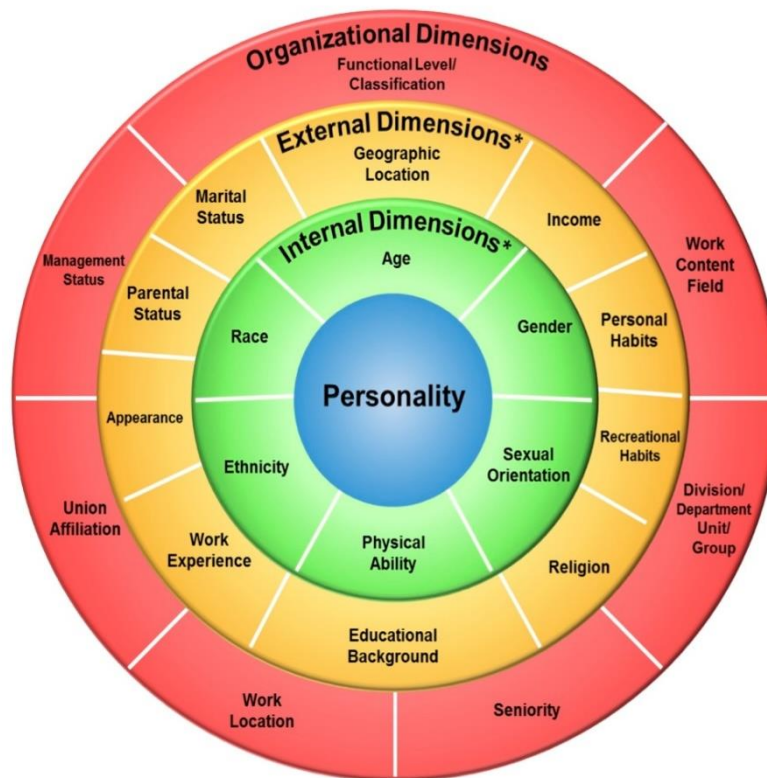 Organizational Dimensions
Functional Level/
Classification
External Dimensions*
Geographic
Location
Marital
Status
Income
Internal Dimensions*
Age
Management
Status
Work
Content
Field
Parental
Status
Race
Gender
Personal
Habits
Personality
Appearance
Ethnicity
Sexual
Orientation
Recreational
Habits
Union
Affiliation
Division/
Department
Unit/
Group
Work
Experience
Physical
Ability
Religion
Educational
Background
Work
Location
Seniority